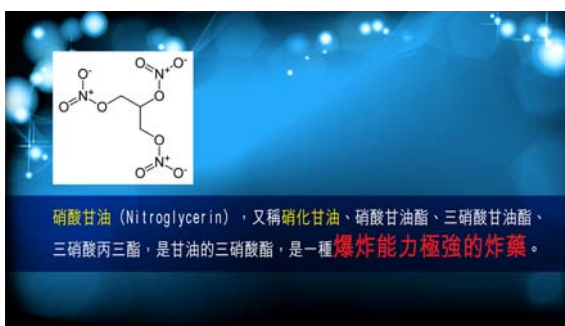 O O⁻ O⁻
N⁺ O N⁺
O O O
O
N⁺
O O⁻
硝酸甘油（Nitroglycerin），又稱硝化甘油、硝酸甘油酯、三硝酸甘油酯、
三硝酸丙三酯，是甘油的三硝酸酯，是一種爆炸能力極強的炸藥。